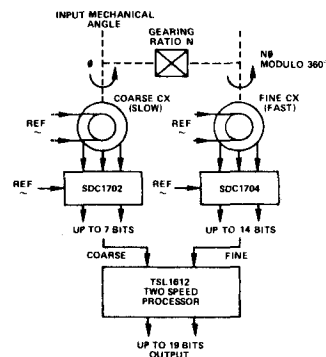 INPUT MECHANICAL
ANGLE
GEARING
RATIO N
θ
Nθ
MODULO 360°
COARSE CX
(SLOW)
FINE CX
(FAST)
REF
~
REF
~
REF
~
SDC1702
REF
~
SDC1704
UP TO 7 BITS
UP TO 14 BITS
COARSE
FINE
TSL1612
TWO SPEED
PROCESSOR
UP TO 19 BITS
OUTPUT